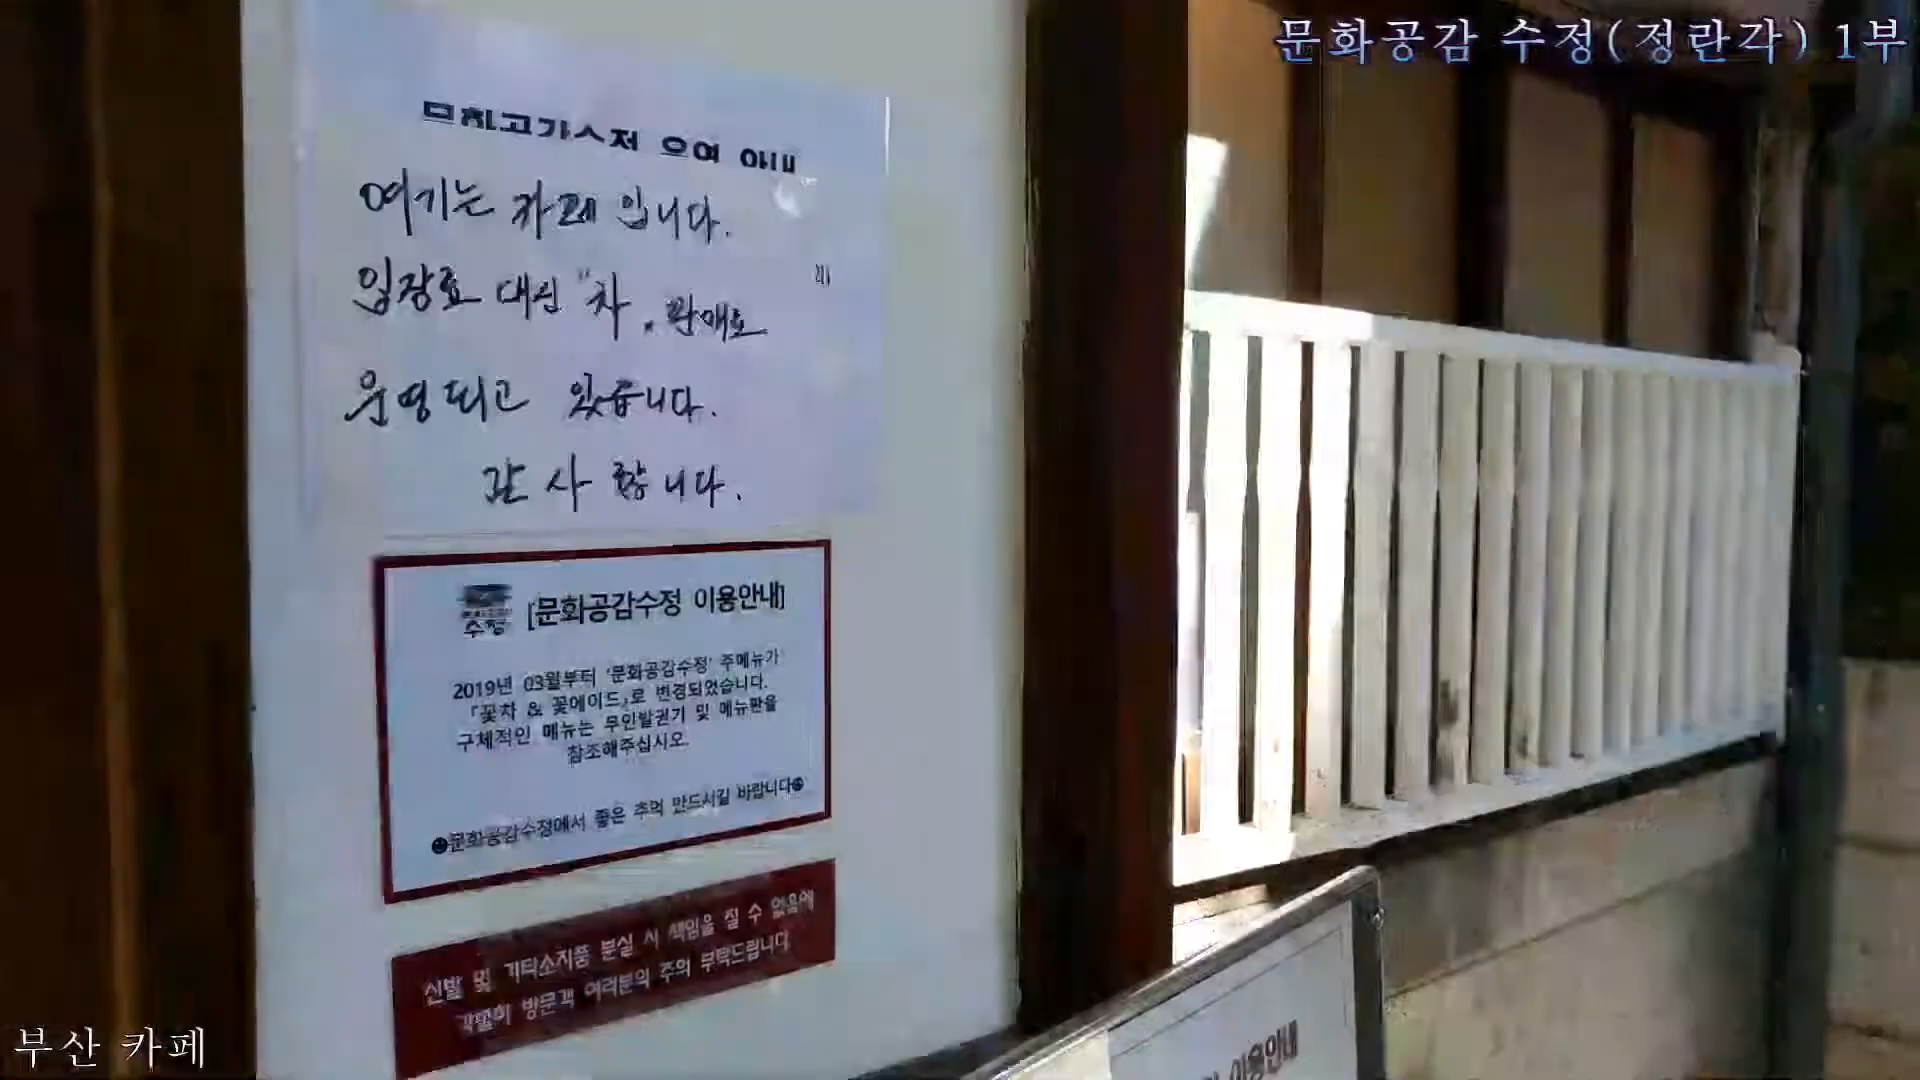 문화공감 수정(정란각) 1부
여기는 카페 입니다.
입장료 대신 "차" 판매로
운영되고 있습니다.
감사합니다.
수정 [문화공감수정 이용안내]
2019년 03월부터 '문화공감수정' 주메뉴가
『꽃차 & 꽃에이드』로 변경되었습니다.
구체적인 메뉴는 무인발권기 및 메뉴판을
참조해주십시오.
☻문화공감수정에서 좋은 추억 만드시길 바랍니다☻
신발 및 기타소지품 분실 시 책임을 질 수 없음에
각별히 방문객 여러분의 주의 부탁드립니다
이용안내
부산 카페